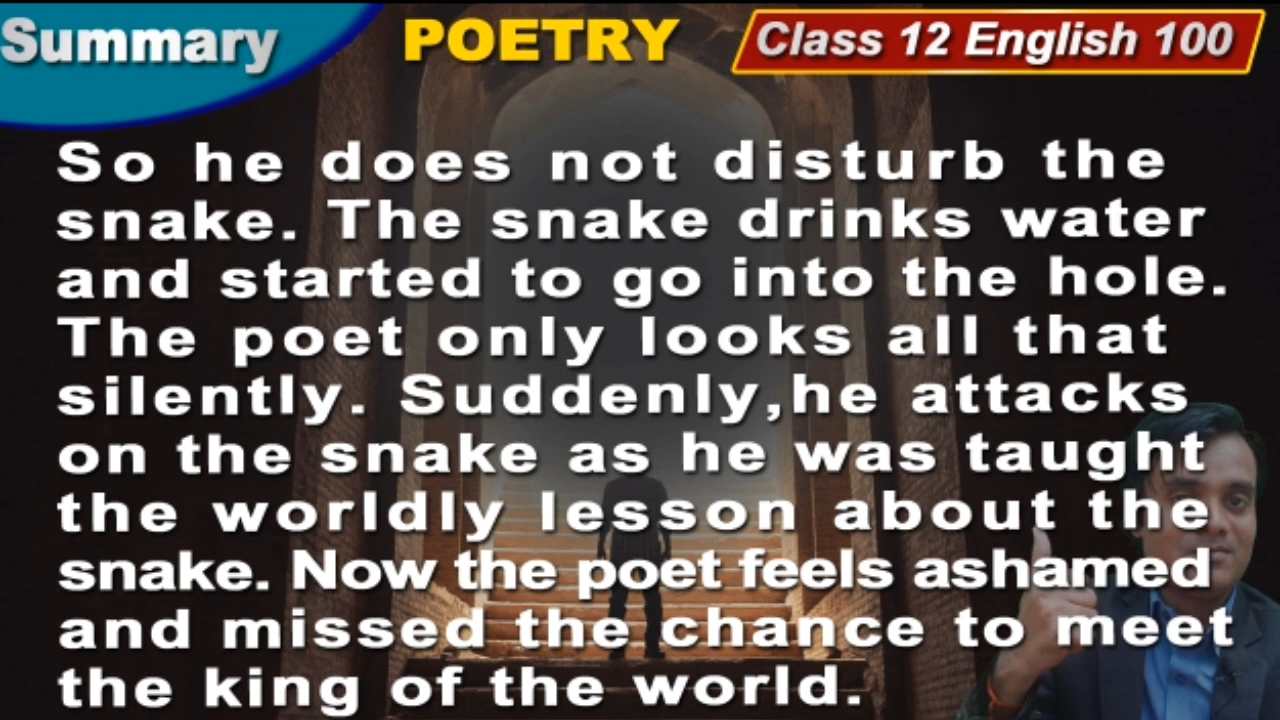 Summary
POETRY
Class 12 English 100
So he does not disturb the
snake. The snake drinks water
and started to go into the hole.
The poet only looks all that
silently. Suddenly,he attacks
on the snake as he was taught
the worldly lesson about the
snake. Now the poet feels ashamed
and missed the chance to meet
the king of the world.